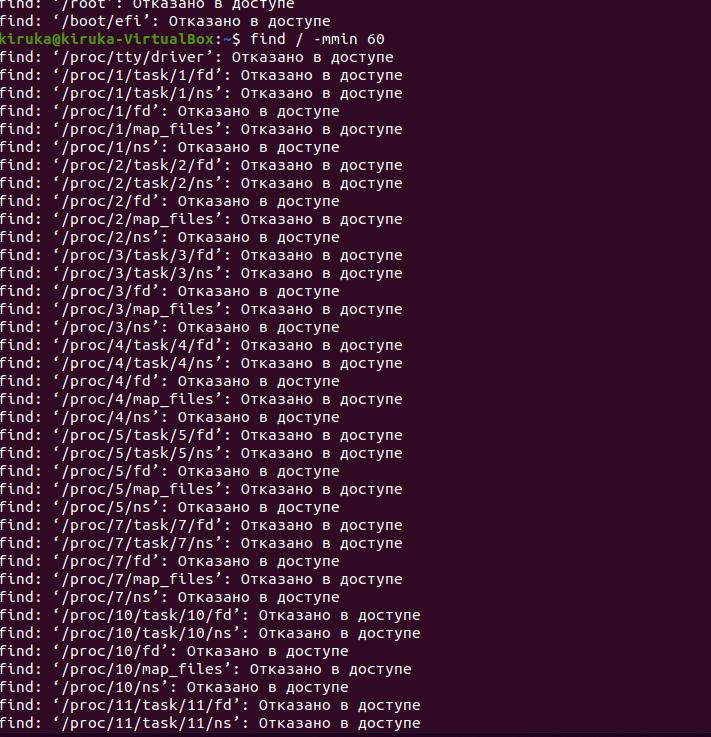 find: ‘/root’: Отказано в доступе
find: ‘/boot/efi’: Отказано в доступе
kiruka@kiruka-VirtualBox:~$ find / -mmin 60
find: ‘/proc/tty/driver’: Отказано в доступе
find: ‘/proc/1/task/1/fd’: Отказано в доступе
find: ‘/proc/1/task/1/ns’: Отказано в доступе
find: ‘/proc/1/fd’: Отказано в доступе
find: ‘/proc/1/map_files’: Отказано в доступе
find: ‘/proc/1/ns’: Отказано в доступе
find: ‘/proc/2/task/2/fd’: Отказано в доступе
find: ‘/proc/2/task/2/ns’: Отказано в доступе
find: ‘/proc/2/fd’: Отказано в доступе
find: ‘/proc/2/map_files’: Отказано в доступе
find: ‘/proc/2/ns’: Отказано в доступе
find: ‘/proc/3/task/3/fd’: Отказано в доступе
find: ‘/proc/3/task/3/ns’: Отказано в доступе
find: ‘/proc/3/fd’: Отказано в доступе
find: ‘/proc/3/map_files’: Отказано в доступе
find: ‘/proc/3/ns’: Отказано в доступе
find: ‘/proc/4/task/4/fd’: Отказано в доступе
find: ‘/proc/4/task/4/ns’: Отказано в доступе
find: ‘/proc/4/fd’: Отказано в доступе
find: ‘/proc/4/map_files’: Отказано в доступе
find: ‘/proc/4/ns’: Отказано в доступе
find: ‘/proc/5/task/5/fd’: Отказано в доступе
find: ‘/proc/5/task/5/ns’: Отказано в доступе
find: ‘/proc/5/fd’: Отказано в доступе
find: ‘/proc/5/map_files’: Отказано в доступе
find: ‘/proc/5/ns’: Отказано в доступе
find: ‘/proc/7/task/7/fd’: Отказано в доступе
find: ‘/proc/7/task/7/ns’: Отказано в доступе
find: ‘/proc/7/fd’: Отказано в доступе
find: ‘/proc/7/map_files’: Отказано в доступе
find: ‘/proc/7/ns’: Отказано в доступе
find: ‘/proc/10/task/10/fd’: Отказано в доступе
find: ‘/proc/10/task/10/ns’: Отказано в доступе
find: ‘/proc/10/fd’: Отказано в доступе
find: ‘/proc/10/map_files’: Отказано в доступе
find: ‘/proc/10/ns’: Отказано в доступе
find: ‘/proc/11/task/11/fd’: Отказано в доступе
find: ‘/proc/11/task/11/ns’: Отказано в доступе